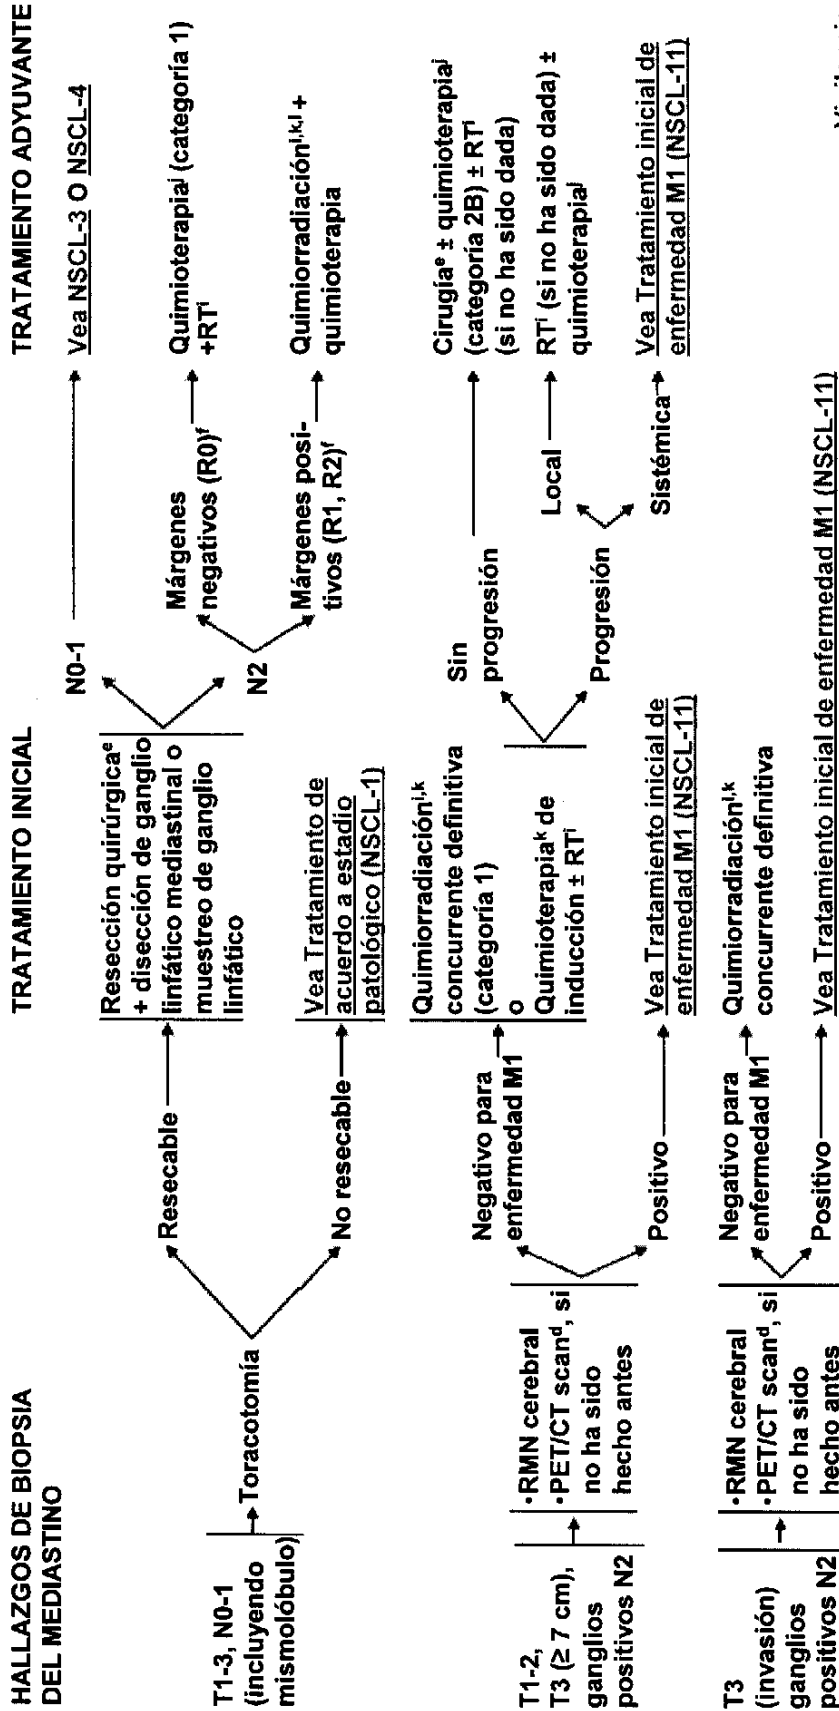 HALLAZGOS DE BIOPSIA
DEL MEDIASTINO
TRATAMIENTO INICIAL
TRATAMIENTO ADYUVANTE
T1-3, N0-1
(incluyendo
mismolóbulo)
Toracotomía
Resecable
Resección quirúrgicaᵉ
+ disección de ganglio
linfático mediastinal o
muestreo de ganglio
linfático
N0-1
Vea NSCL-3 O NSCL-4
N2
Márgenes
negativos (R0)ᶠ
Quimioterapiaʲ (categoría 1)
+RTⁱ
Márgenes posi-
tivos (R1, R2)ᶠ
Quimiorradiaciónⁱ,ᵏ,ˡ +
quimioterapia
No resecable
Vea Tratamiento de
acuerdo a estadio
patológico (NSCL-1)
T1-2,
T3 (≥ 7 cm),
ganglios
positivos N2
•RMN cerebral
•PET/CT scanᵈ, si
no ha sido
hecho antes
Negativo para
enfermedad M1
Quimiorradiaciónⁱ,ᵏ
concurrente definitiva
(categoría 1)
o
Quimioterapiaᵏ de
inducción ± RTⁱ
Sin
progresión
Cirugíaᵉ ± quimioterapiaʲ
(categoría 2B) ± RTⁱ
(si no ha sido dada)
Progresión
Local
RTⁱ (si no ha sido dada) ±
quimioterapiaʲ
Sistémica
Vea Tratamiento inicial de
enfermedad M1 (NSCL-11)
Positivo
Vea Tratamiento inicial de
enfermedad M1 (NSCL-11)
T3
(invasión)
ganglios
positivos N2
•RMN cerebral
•PET/CT scanᵈ, si
no ha sido
hecho antes
Negativo para
enfermedad M1
Quimiorradiaciónⁱ,ᵏ
concurrente definitiva
Positivo
Vea Tratamiento inicial de enfermedad M1 (NSCL-11)